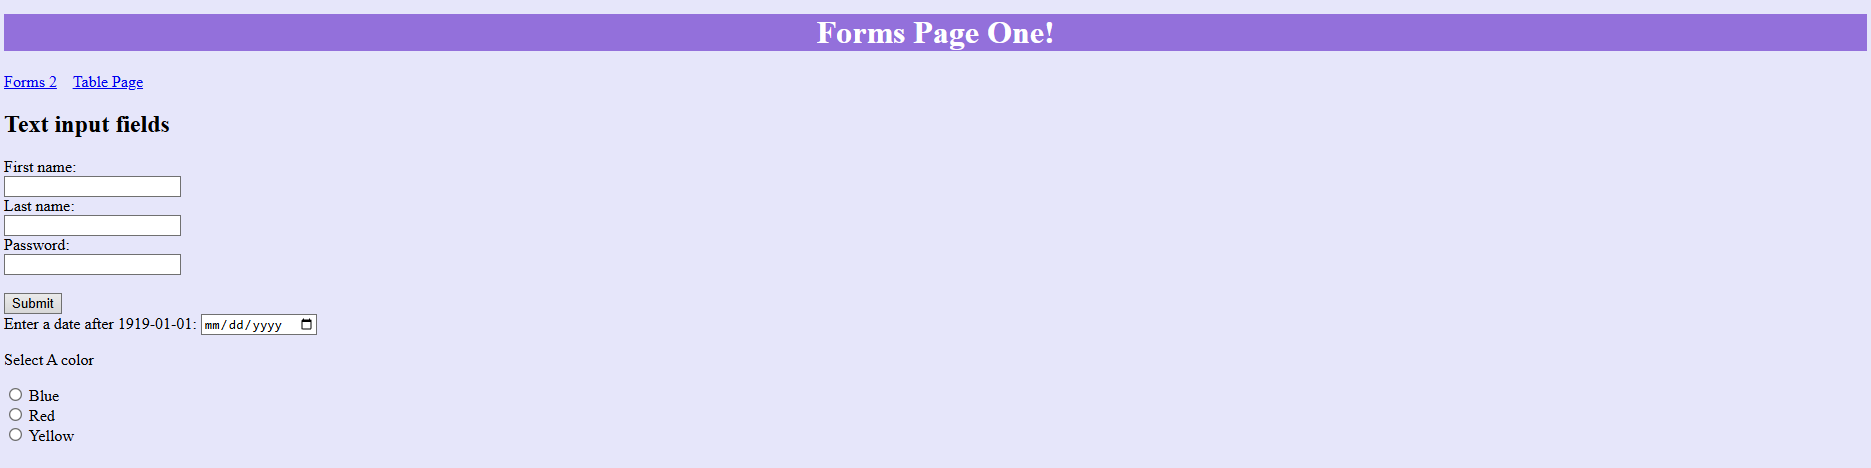 Forms Page One!
Forms 2 Table Page
Text input fields
First name:
Last name:
Password:
Submit
Enter a date after 1919-01-01: mm/dd/yyyy
Select A color
Blue
Red
Yellow